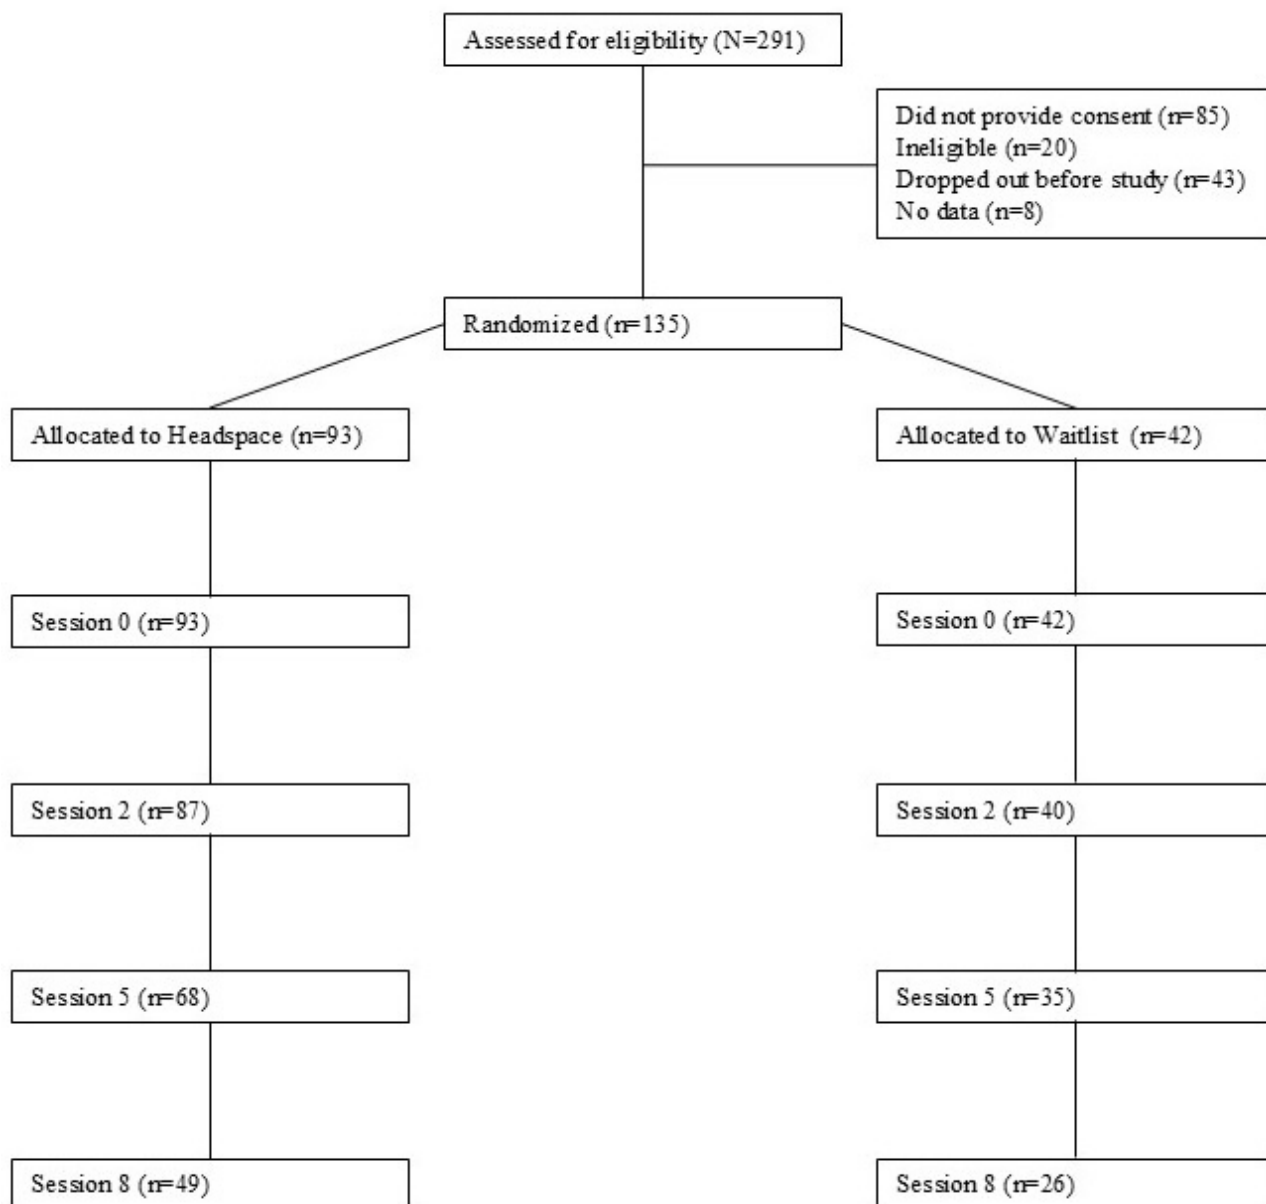 Assessed for eligibility (N=291)
Did not provide consent (n=85)
Ineligible (n=20)
Dropped out before study (n=43)
No data (n=8)
Randomized (n=135)
Allocated to Headspace (n=93)
Allocated to Waitlist (n=42)
Session 0 (n=93)
Session 0 (n=42)
Session 2 (n=87)
Session 2 (n=40)
Session 5 (n=68)
Session 5 (n=35)
Session 8 (n=49)
Session 8 (n=26)